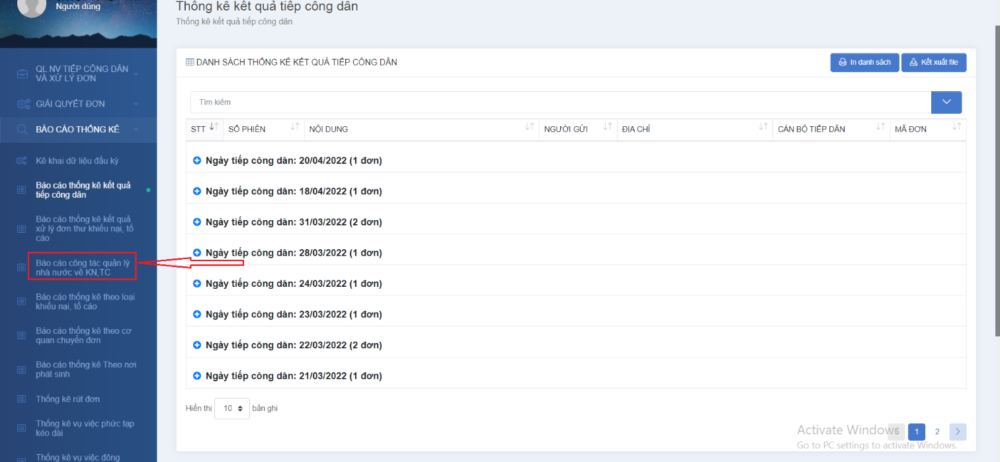 Người dùng
QL NV TIẾP CÔNG DÂN
VÀ XỬ LÝ ĐƠN
GIẢI QUYẾT ĐƠN
BÁO CÁO THỐNG KÊ
Kê khai dữ liệu đầu kỳ
Báo cáo thống kê kết quả
tiếp công dân
Báo cáo thống kê kết quả
xử lý đơn thư khiếu nại, tố
cáo
Báo cáo công tác quản lý
nhà nước về KN,TC
Báo cáo thống kê theo loại
khiếu nại, tố cáo
Báo cáo thống kê theo cơ
quan chuyển đơn
Báo cáo thống kê Theo nơi
phát sinh
Thống kê rút đơn
Thống kê vụ việc phức tạp
kéo dài
Thống kê vụ việc đông
Thống kê kết quả tiếp công dân
Thống kê kết quả tiếp công dân
DANH SÁCH THỐNG KÊ KẾT QUẢ TIẾP CÔNG DÂN
In danh sách
Kết xuất file
Tìm kiếm
STT SỐ PHIÊN NỘI DUNG NGƯỜI GỬI ĐỊA CHỈ CÁN BỘ TIẾP DÂN MÃ ĐƠN
Ngày tiếp công dân: 20/04/2022 (1 đơn)
Ngày tiếp công dân: 18/04/2022 (1 đơn)
Ngày tiếp công dân: 31/03/2022 (2 đơn)
Ngày tiếp công dân: 28/03/2022 (1 đơn)
Ngày tiếp công dân: 24/03/2022 (1 đơn)
Ngày tiếp công dân: 23/03/2022 (1 đơn)
Ngày tiếp công dân: 22/03/2022 (2 đơn)
Ngày tiếp công dân: 21/03/2022 (1 đơn)
Hiển thị 10 bản ghi
1 2
Activate Windows
Go to PC settings to activate Windows.